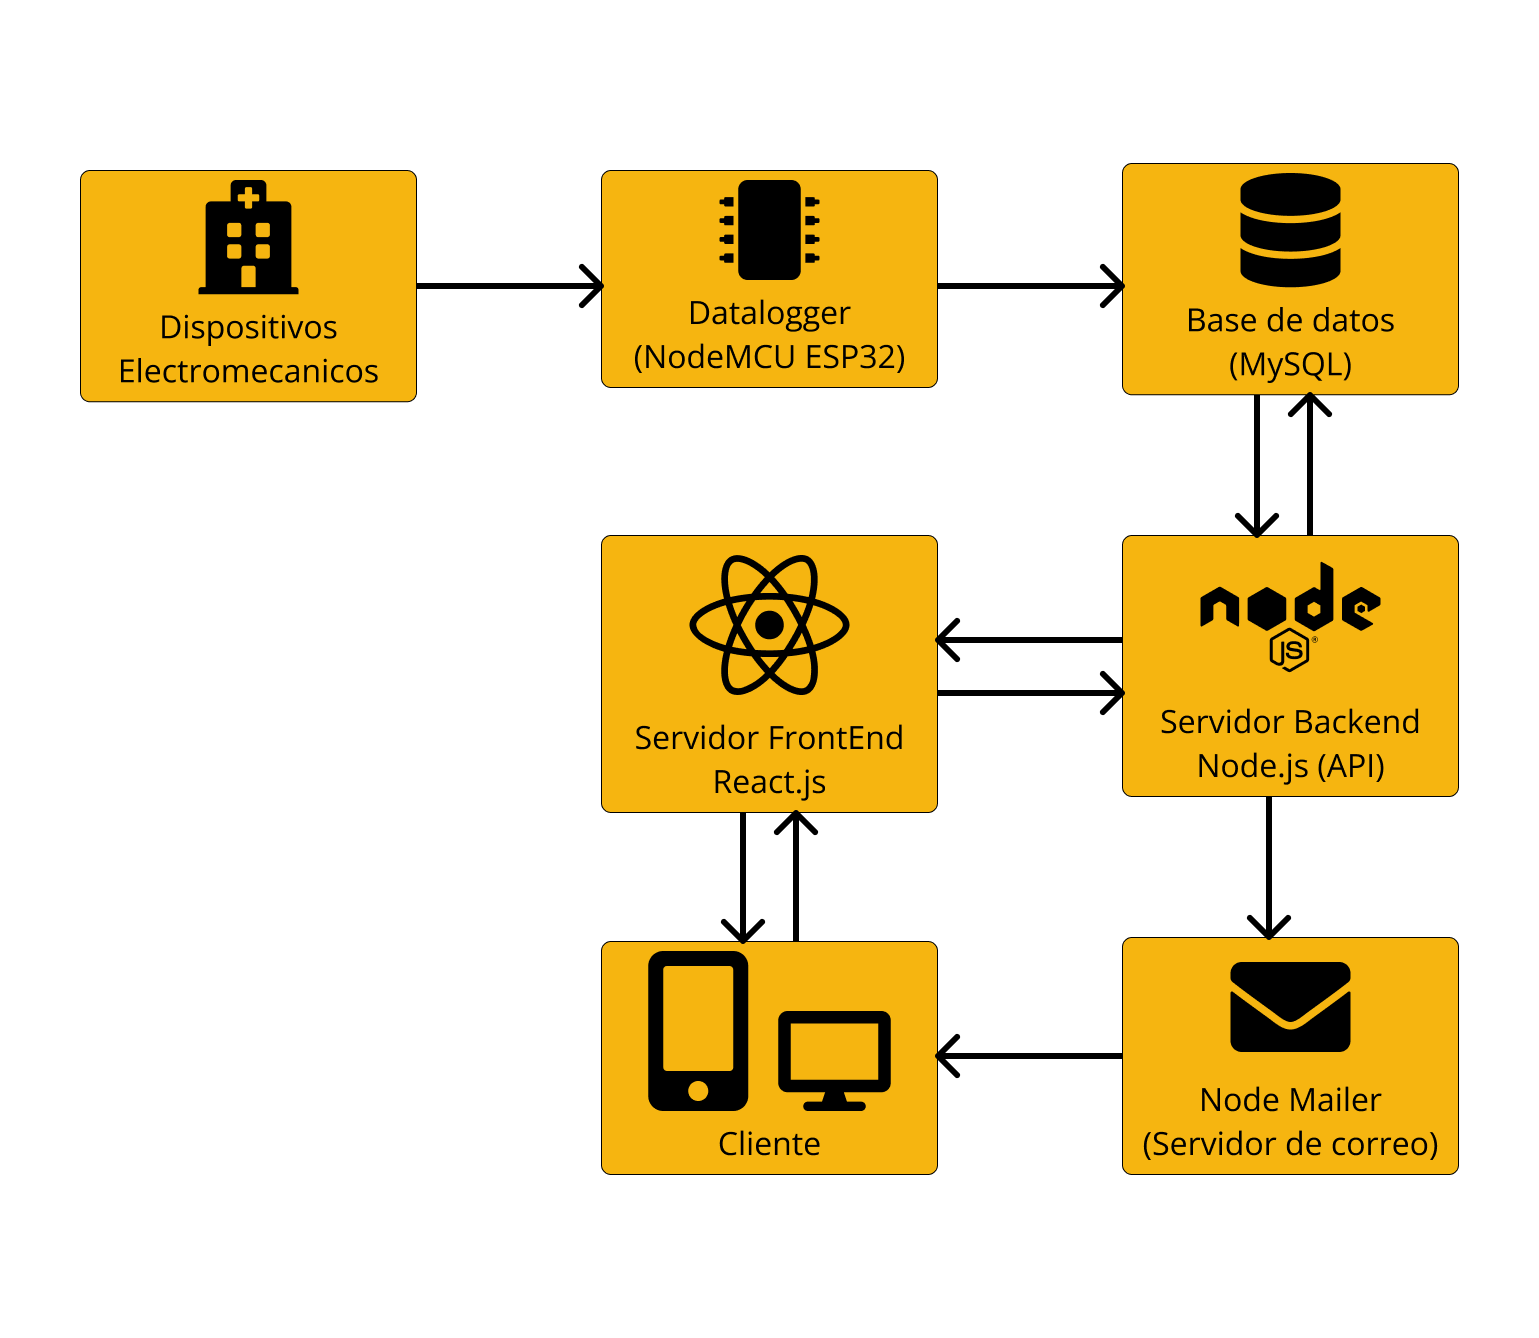 Dispositivos
Electromecanicos
Datalogger
(NodeMCU ESP32)
Base de datos
(MySQL)
Servidor FrontEnd
React.js
node
JS®
Servidor Backend
Node.js (API)
Cliente
Node Mailer
(Servidor de correo)